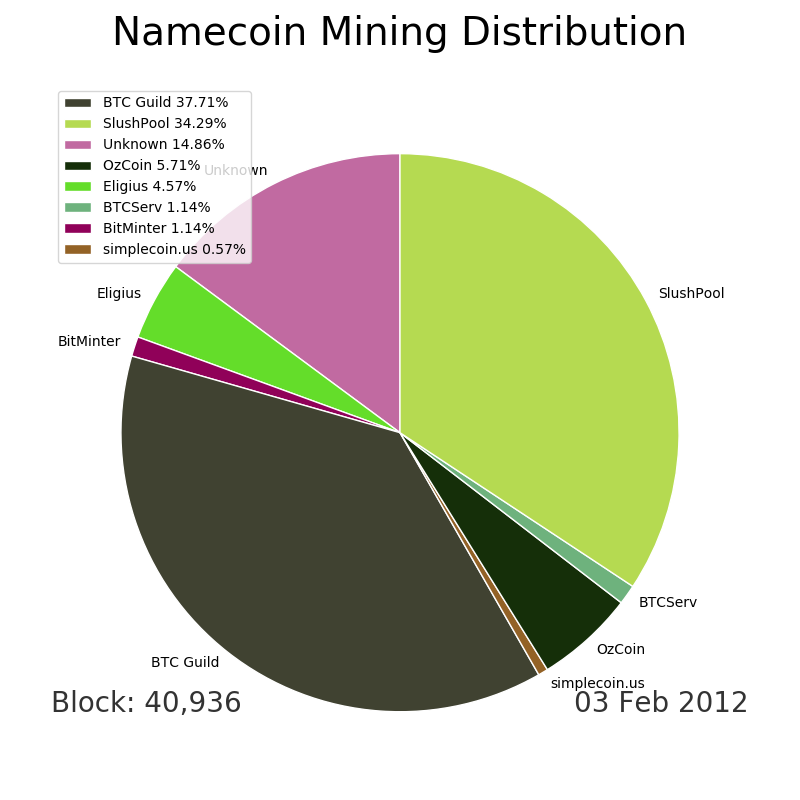 Namecoin Mining Distribution
BTC Guild 37.71%
SlushPool 34.29%
Unknown 14.86%
OzCoin 5.71%
Eligius 4.57%
BTCServ 1.14%
BitMinter 1.14%
simplecoin.us 0.57%
Unknown
Eligius
SlushPool
BitMinter
BTCServ
OzCoin
BTC Guild
simplecoin.us
Block: 40,936
03 Feb 2012